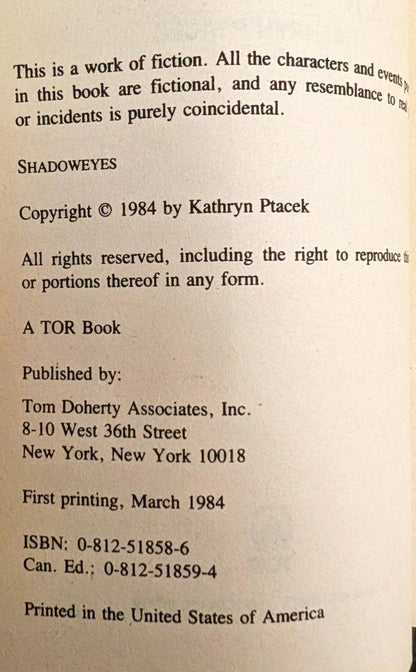 This is a work of fiction. All the characters and events
in this book are fictional, and any resemblance to real
or incidents is purely coincidental.
SHADOWEYES
Copyright © 1984 by Kathryn Ptacek
All rights reserved, including the right to reproduce
or portions thereof in any form.
A TOR Book
Published by:
Tom Doherty Associates, Inc.
8-10 West 36th Street
New York, New York 10018
First printing, March 1984
ISBN: 0-812-51858-6
Can. Ed.: 0-812-51859-4
Printed in the United States of America